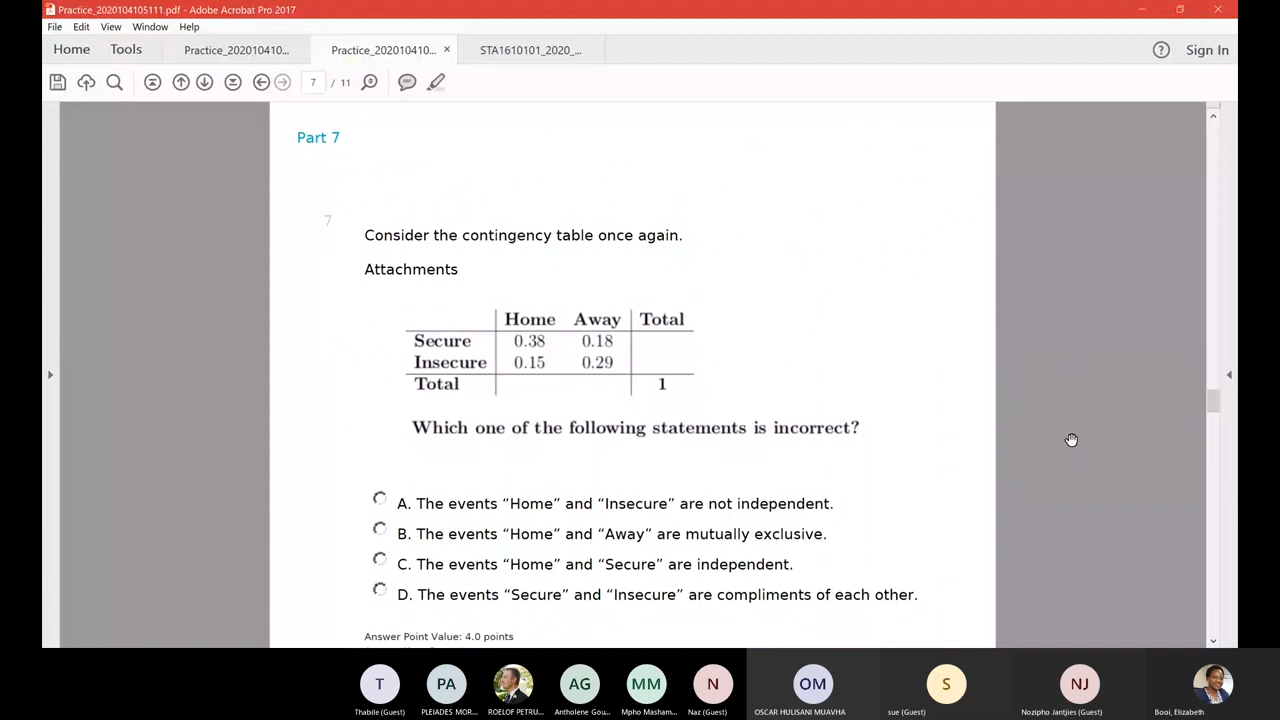 Practice_2020104105111.pdf - Adobe Acrobat Pro 2017
File Edit View Window Help
Home Tools Practice_202010410... Practice_202010410... × STA1610101_2020_... Sign In
7 / 11
Part 7
7
Consider the contingency table once again.
Attachments
Home Away Total
Secure 0.38 0.18
Insecure 0.15 0.29
Total 1
Which one of the following statements is incorrect?
A. The events “Home” and “Insecure” are not independent.
B. The events “Home” and “Away” are mutually exclusive.
C. The events “Home” and “Secure” are independent.
D. The events “Secure” and “Insecure” are compliments of each other.
Answer Point Value: 4.0 points
T PA AG MM N OM S NJ
Thabile (Guest) PLEIADES MOR... ROELOF PETRU... Antholene Gou... Mpho Masham... Naz (Guest) OSCAR HULISANI MUAVHA sue (Guest) Nozipho Jantjies (Guest) Booi, Elizabeth